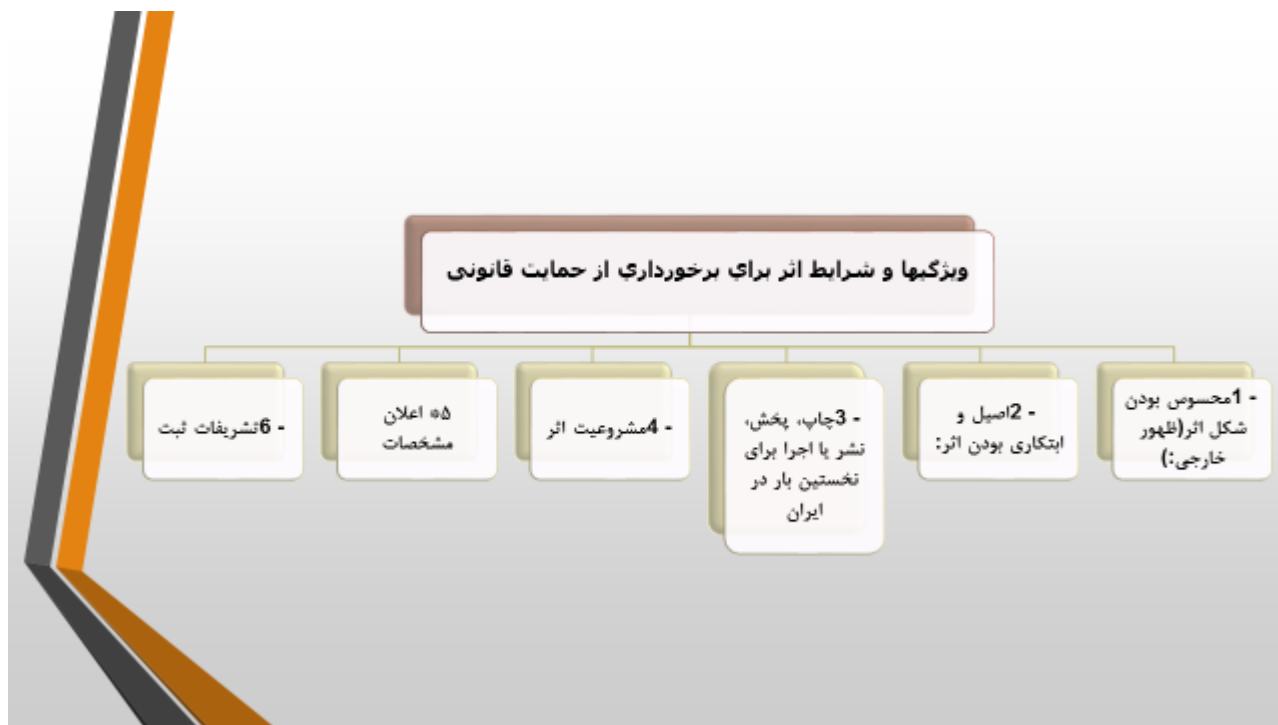 ویژگیها و شرایط اثر براي برخورداري از حمایت قانونی
- 1محسوس بودن
شکل اثر(ظهور
خارجی:)
- 2اصیل و
ابتکاری بودن اثر:
- 3چاپ، پخش،
نشر یا اجرا برای
نخستین بار در
ایران
- 4مشروعیت اثر
۵* اعلان
مشخصات
- 6تشریفات ثبت